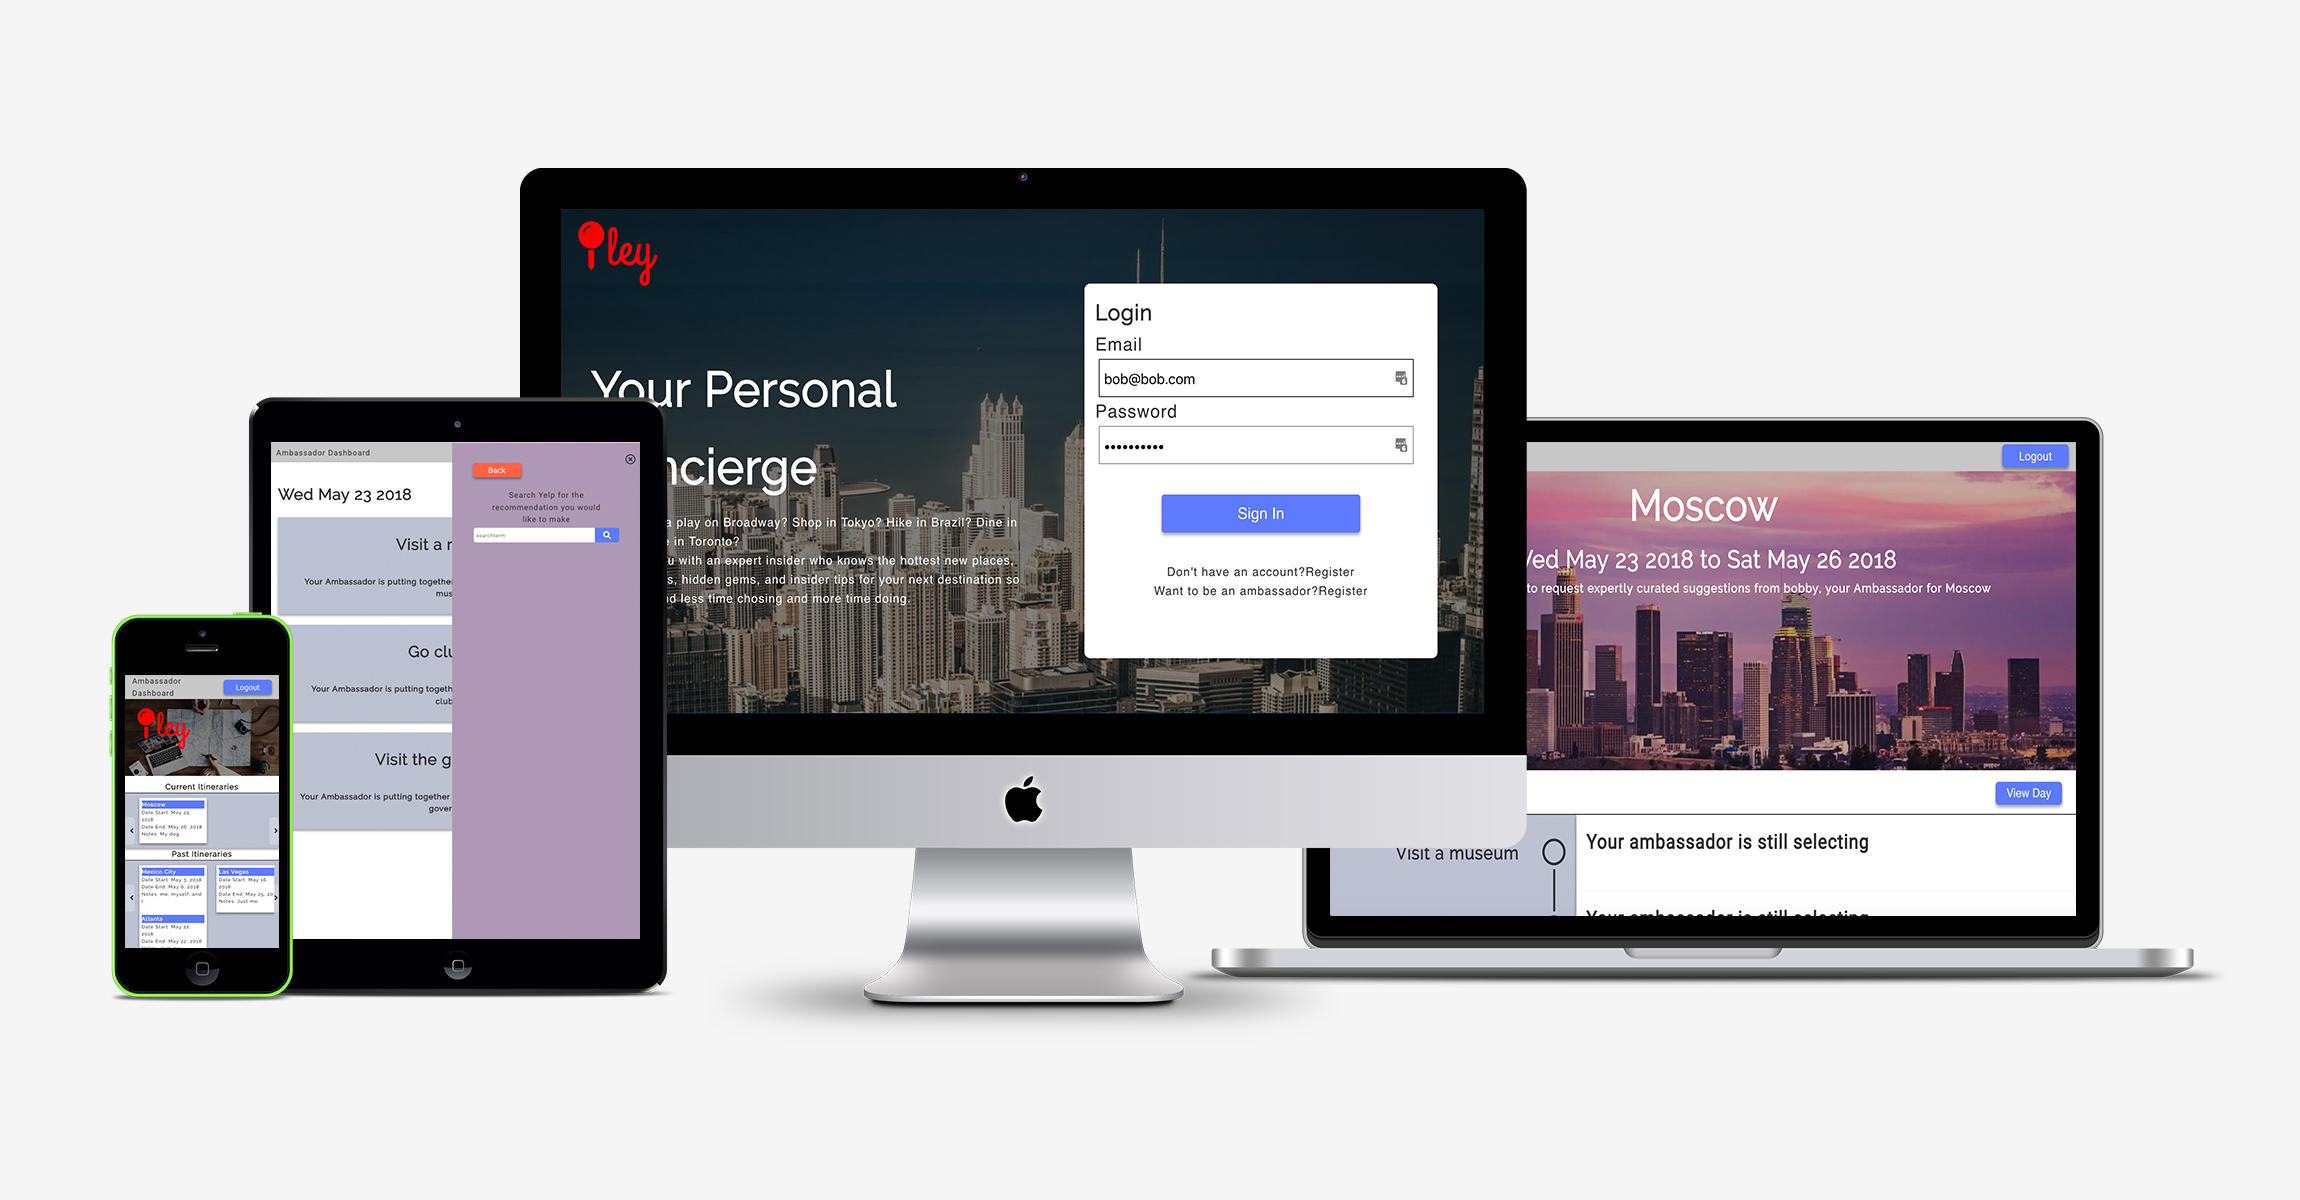 ley
Your Personal
ncierge
a play on Broadway? Shop in Tokyo? Hike in Brazil? Dine in
e in Toronto?
u with an expert insider who knows the hottest new places,
s, hidden gems, and insider tips for your next destination so
d less time chosing and more time doing.
Login
Email
bob@bob.com
Password
••••••••••
Sign In
Don't have an account?Register
Want to be an ambassador?Register
Ambassador Dashboard
Wed May 23 2018
Visit a r
Your Ambassador is putting together
mus
Go clu
Your Ambassador is putting togeth
club
Visit the g
Your Ambassador is putting together
gover
Back
Search Yelp for the
recommendation you would
like to make
searchterm
Ambassador
Dashboard
Logout
ley
Current Itineraries
Moscow
Date Start: May 23,
2018
Date End: May 26, 2018
Notes: My dog
Past Itineraries
Mexico City
Date Start: May 3, 2018
Date End: May 6, 2018
Notes: me, myself, and
I
Las Vegas
Date Start: May 16,
2018
Date End: May 25, 20
Notes: Just me
Atlanta
Date Start: May 22,
2018
Date End: May 22, 2018
Logout
Moscow
Wed May 23 2018 to Sat May 26 2018
to request expertly curated suggestions from bobby, your Ambassador for Moscow
View Day
Visit a museum
Your ambassador is still selecting
Your ambassador is still selecting